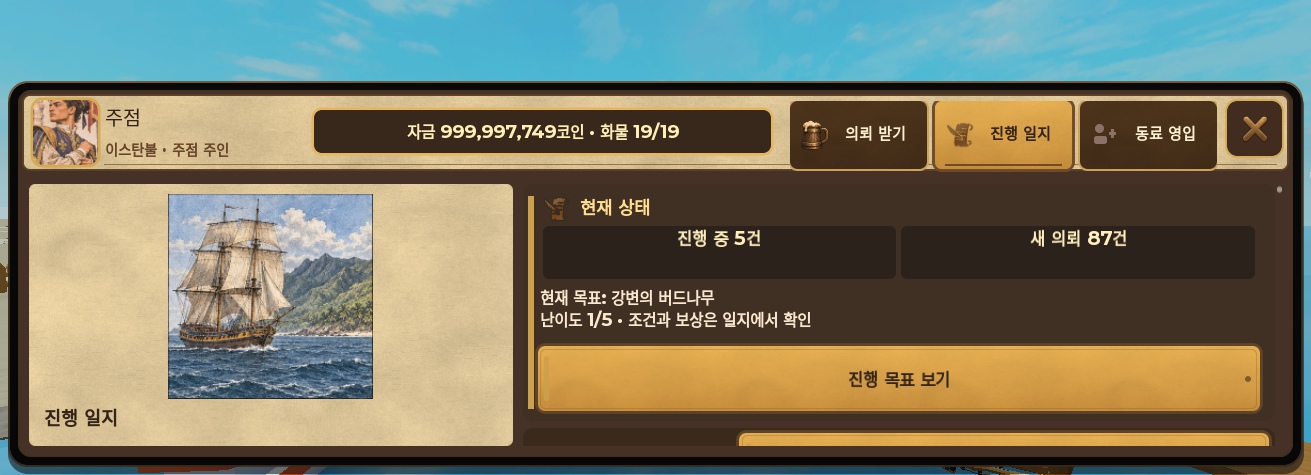 주점
이스탄불 • 주점 주인
자금 999,997,749코인 • 화물 19/19
의뢰 받기
진행 일지
동료 영입
진행 일지
현재 상태
진행 중 5건
새 의뢰 87건
현재 목표: 강변의 버드나무
난이도 1/5 • 조건과 보상은 일지에서 확인
진행 목표 보기